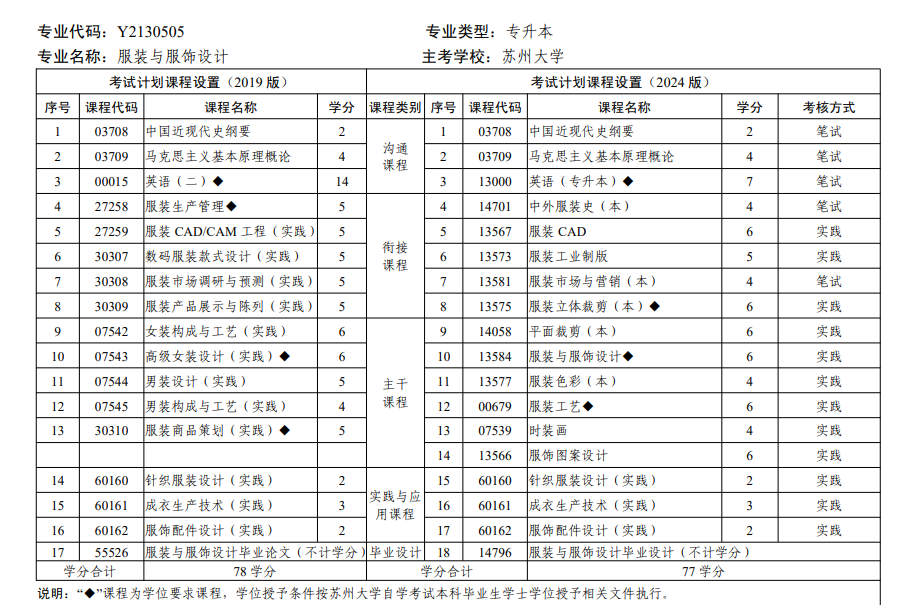 专业代码：Y2130505 专业类型：专升本
专业名称：服装与服饰设计 主考学校：苏州大学
考试计划课程设置（2019 版） 考试计划课程设置（2024 版）
序号 课程代码 课程名称 学分 课程类别 序号 课程代码 课程名称 学分 考核方式
1 03708 中国近现代史纲要 2 沟通课程 1 03708 中国近现代史纲要 2 笔试
2 03709 马克思主义基本原理概论 4 2 03709 马克思主义基本原理概论 4 笔试
3 00015 英语（二）◆ 14 3 13000 英语（专升本）◆ 7 笔试
4 27258 服装生产管理◆ 5 衔接课程 4 14701 中外服装史（本） 4 笔试
5 27259 服装 CAD/CAM 工程（实践） 5 5 13567 服装 CAD 6 实践
6 30307 数码服装款式设计（实践） 5 6 13573 服装工业制版 5 实践
7 30308 服装市场调研与预测（实践） 5 7 13581 服装市场与营销（本） 4 笔试
8 30309 服装产品展示与陈列（实践） 5 8 13575 服装立体裁剪（本）◆ 6 实践
9 07542 女装构成与工艺（实践） 6 主干课程 9 14058 平面裁剪（本） 6 实践
10 07543 高级女装设计（实践）◆ 6 10 13584 服装与服饰设计◆ 6 实践
11 07544 男装设计（实践） 5 11 13577 服装色彩（本） 4 实践
12 07545 男装构成与工艺（实践） 4 12 00679 服装工艺◆ 6 实践
13 30310 服装商品策划（实践）◆ 5 13 07539 时装画 4 实践
14 13566 服饰图案设计 6 实践
14 60160 针织服装设计（实践） 2 实践与应用课程 15 60160 针织服装设计（实践） 2 实践
15 60161 成衣生产技术（实践） 3 16 60161 成衣生产技术（实践） 3 实践
16 60162 服饰配件设计（实践） 2 17 60162 服饰配件设计（实践） 2 实践
17 55526 服装与服饰设计毕业论文（不计学分） 毕业设计 18 14796 服装与服饰设计毕业设计（不计学分）
学分合计 78 学分 学分合计 77 学分
说明：“◆”课程为学位要求课程，学位授予条件按苏州大学自学考试本科毕业生学士学位授予相关文件执行。